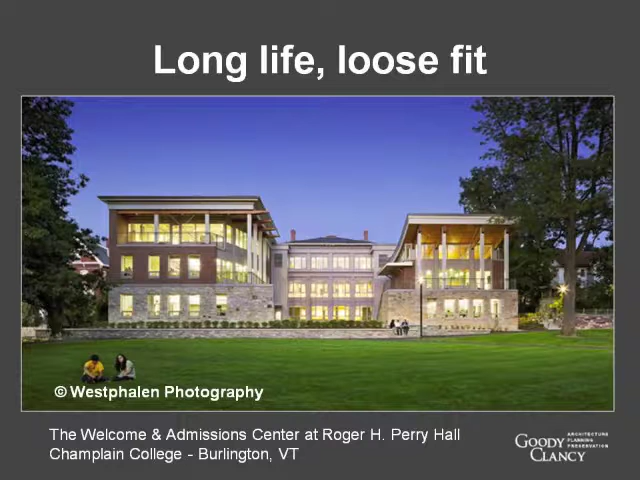 Long life, loose fit
© Westphalen Photography
The Welcome & Admissions Center at Roger H. Perry Hall
Champlain College - Burlington, VT
GOODY CLANCY
ARCHITECTURE
PLANNING
PRESERVATION